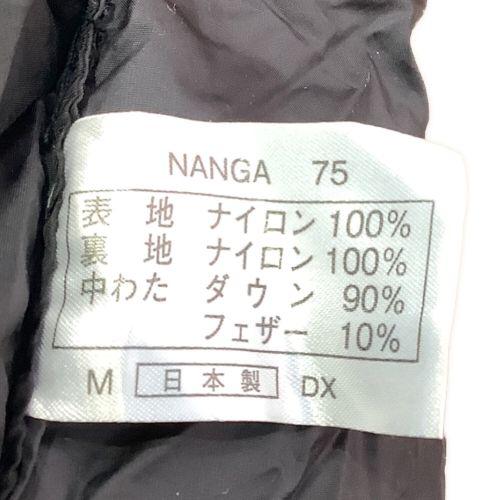 NANGA 75
表地 ナイロン 100%
裏地 ナイロン 100%
中わた ダウン 90%
フェザー 10%
M 日本製 DX